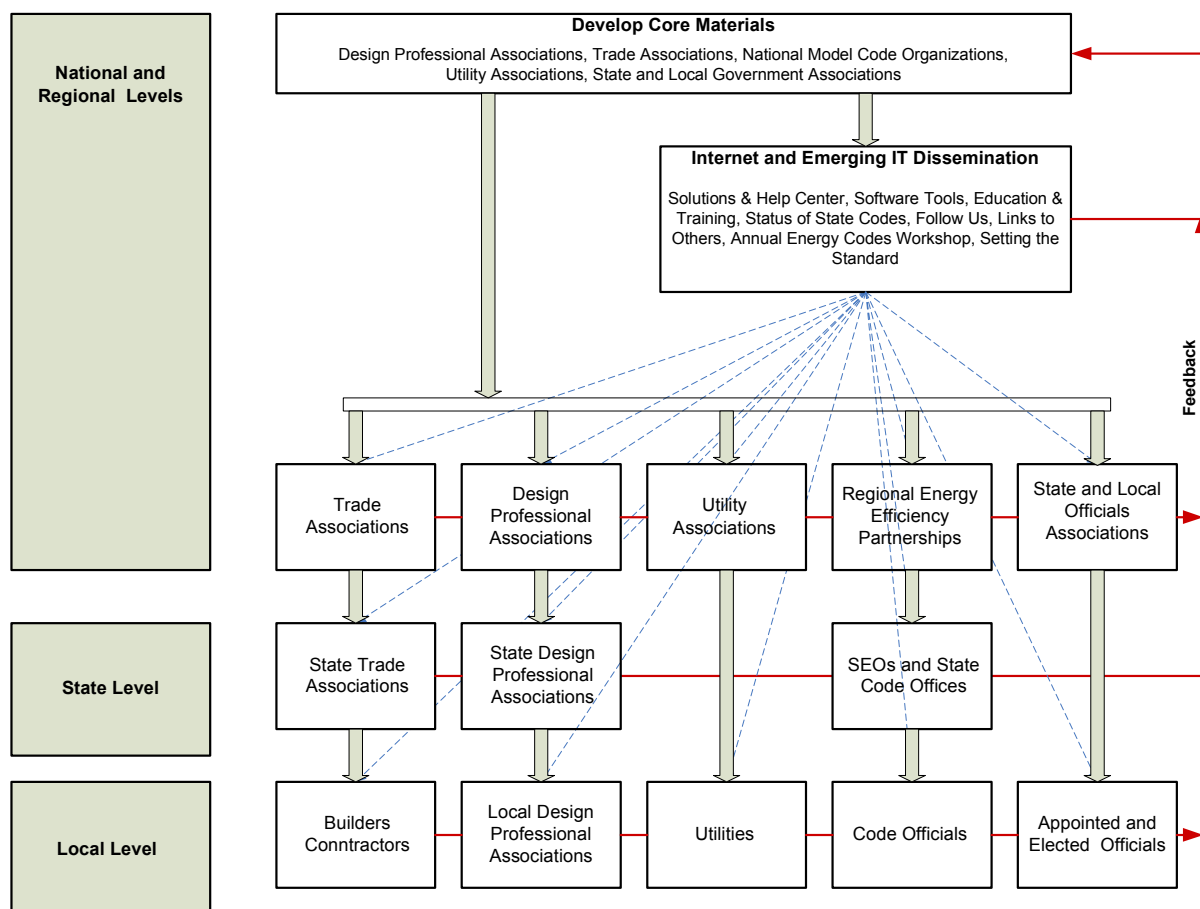 Develop Core Materials
Design Professional Associations, Trade Associations, National Model Code Organizations,
Utility Associations, State and Local Government Associations
National and
Regional Levels
Internet and Emerging IT Dissemination
Solutions & Help Center, Software Tools, Education &
Training, Status of State Codes, Follow Us, Links to
Others, Annual Energy Codes Workshop, Setting the
Standard
Feedback
Trade
Associations
Design
Professional
Associations
Utility
Associations
Regional Energy
Efficiency
Partnerships
State and Local
Officials
Associations
State Level
State Trade
Associations
State Design
Professional
Associations
SEOs and State
Code Offices
Local Level
Builders
Conntractors
Local Design
Professional
Associations
Utilities
Code Officials
Appointed and
Elected Officials